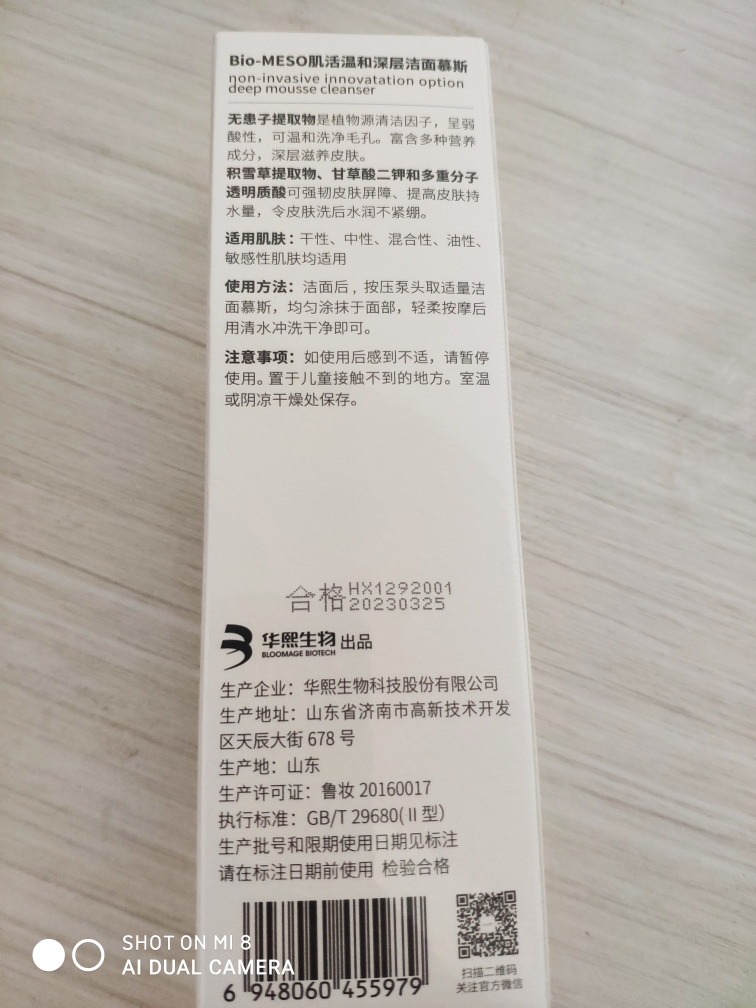 Bio-MESO肌活温和深层洁面慕斯
non-invasive innovatation option
deep mousse cleanser
无患子提取物是植物源清洁因子，呈弱
酸性，可温和洗净毛孔。富含多种营养
成分，深层滋养皮肤。
积雪草提取物、甘草酸二钾和多重分子
透明质酸可强韧皮肤屏障、提高皮肤持
水量，令皮肤洗后水润不紧绷。
适用肌肤：干性、中性、混合性、油性、
敏感性肌肤均适用
使用方法：洁面后，按压泵头取适量洁
面慕斯，均匀涂抹于面部，轻柔按摩后
用清水冲洗干净即可。
注意事项：如使用后感到不适，请暂停
使用。置于儿童接触不到的地方。室温
或阴凉干燥处保存。
合格 HX1292001
20230325
华熙生物 出品
BLOOMAGE BIOTECH
生产企业：华熙生物科技股份有限公司
生产地址：山东省济南市高新技术开发
区天辰大街 678 号
生产地：山东
生产许可证：鲁妆 20160017
执行标准：GB/T 29680(Ⅱ型)
生产批号和限期使用日期见标注
请在标注日期前使用 检验合格
6 948060 455979
扫描二维码
关注官方微信
SHOT ON MI 8
AI DUAL CAMERA